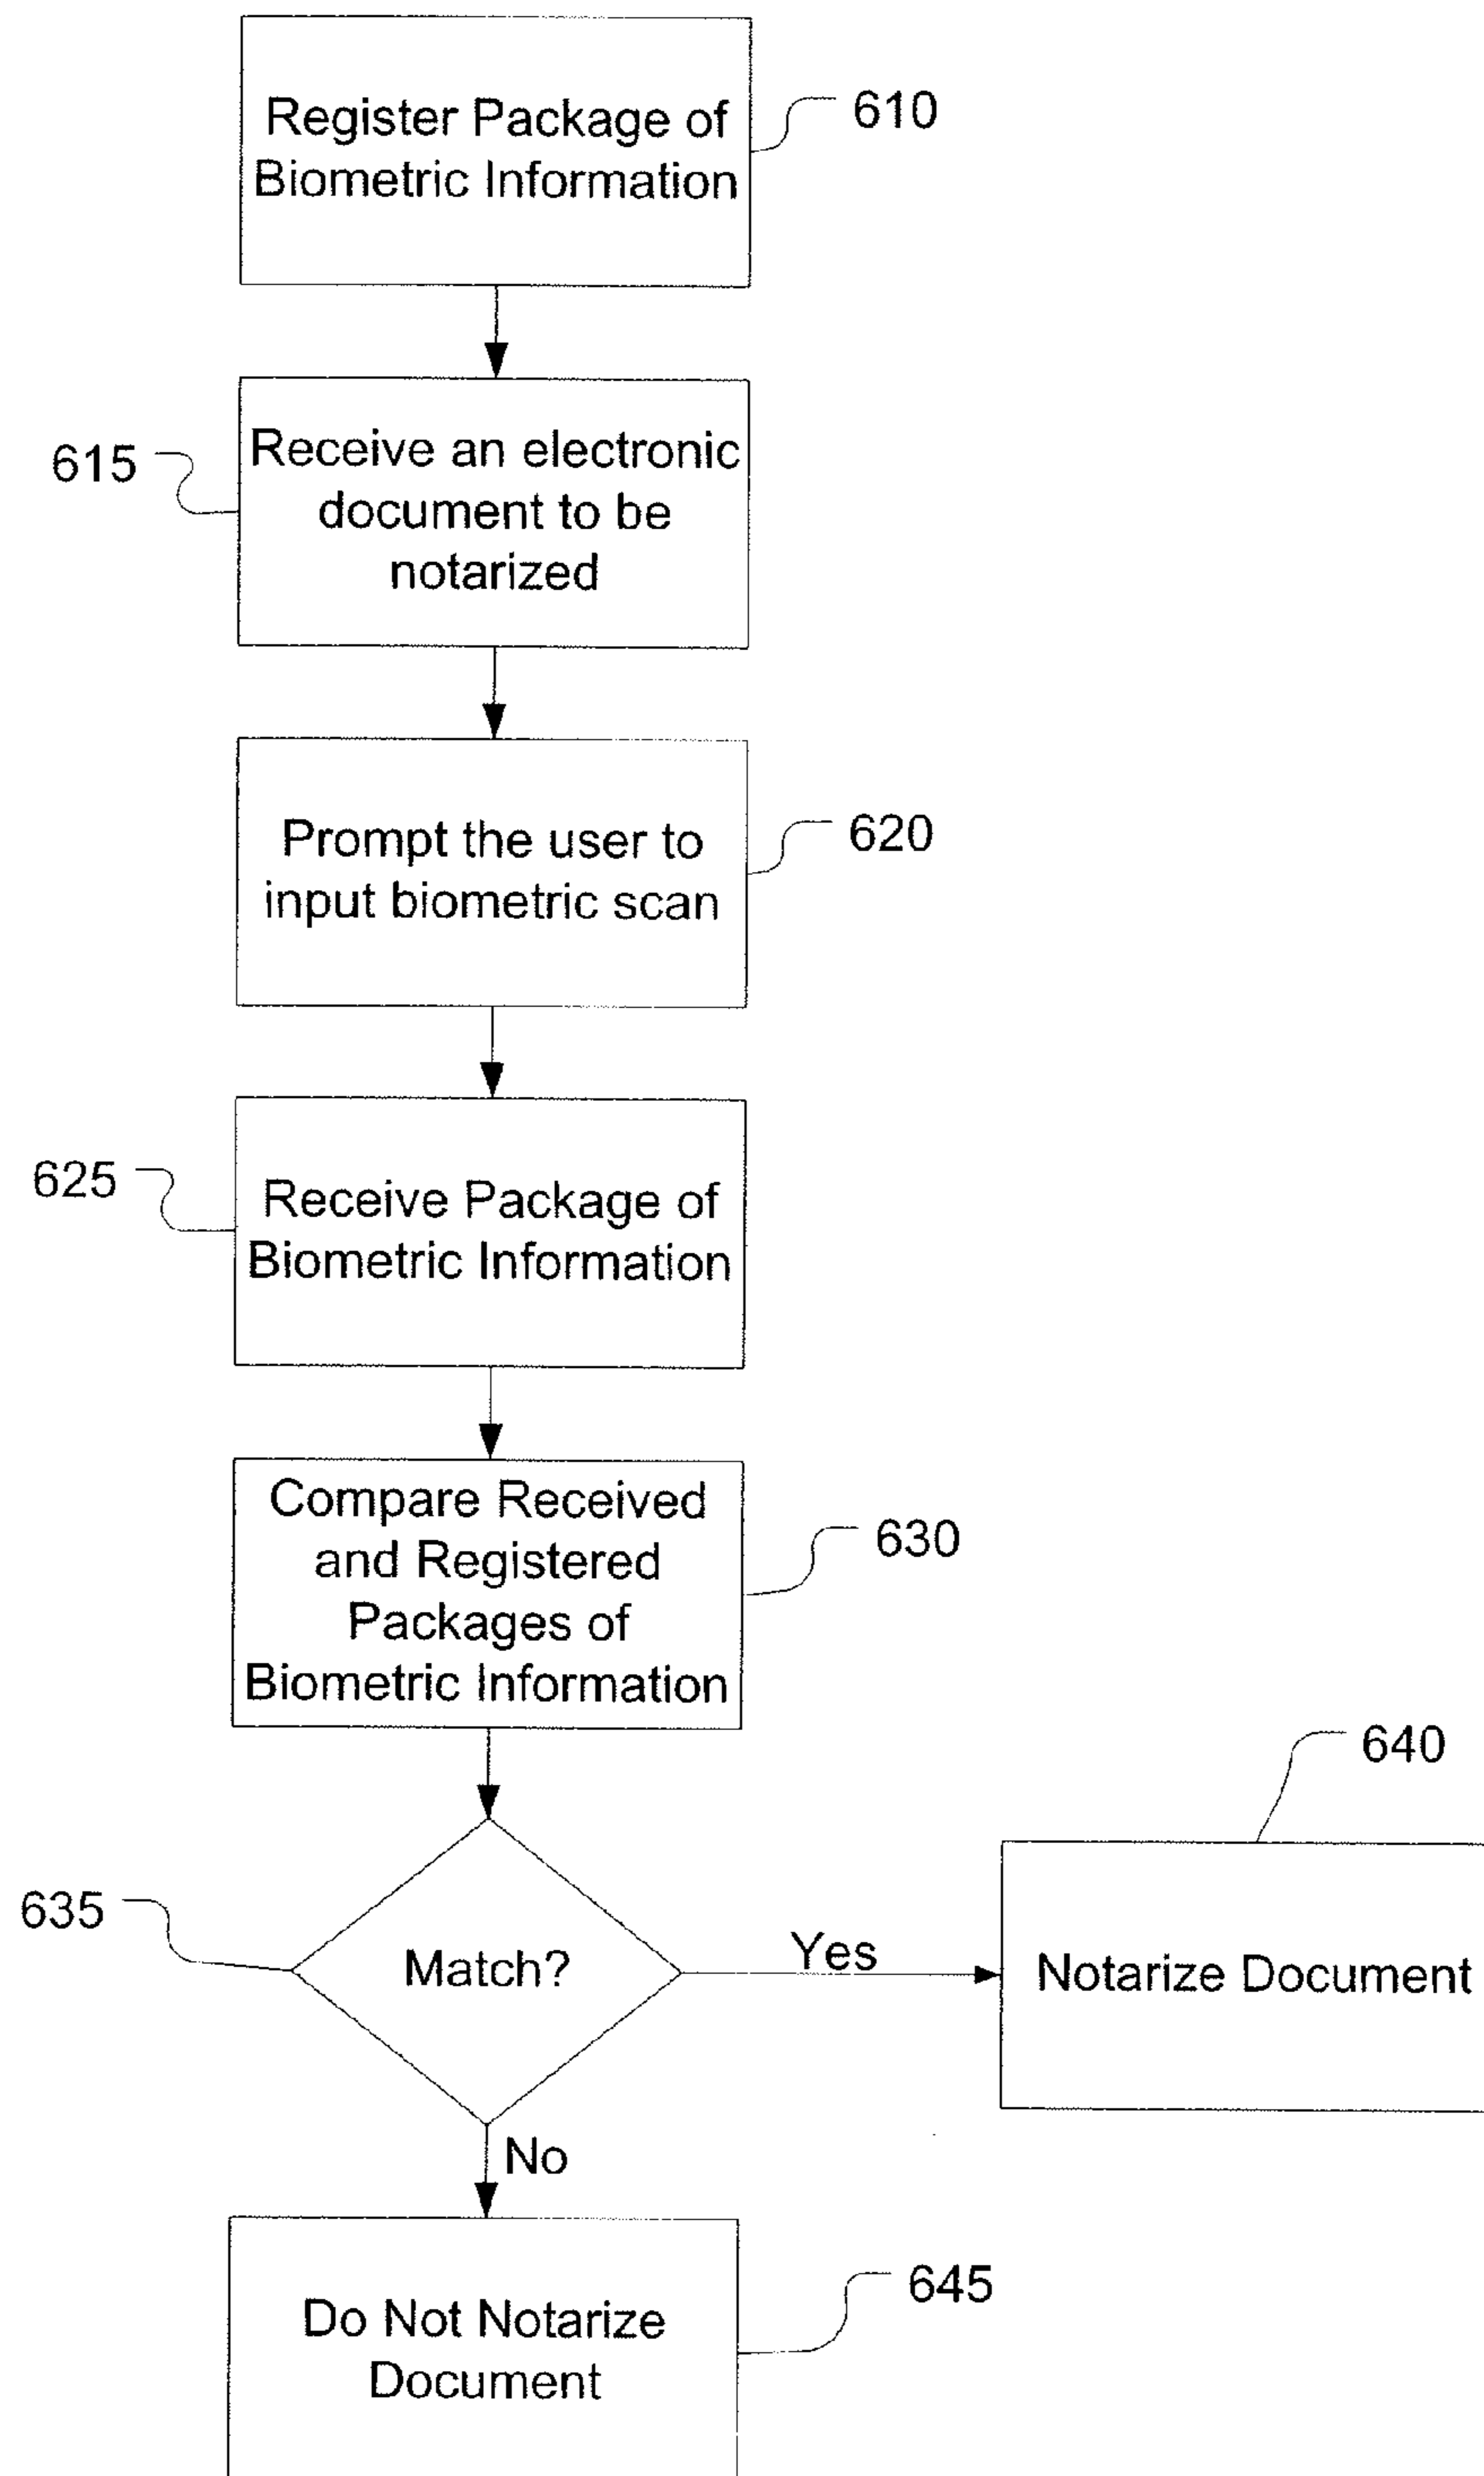 Register Package of
Biometric Information
610
615
Receive an electronic
document to be
notarized
Prompt the user to
input biometric scan
620
625
Receive Package of
Biometric Information
Compare Received
and Registered
Packages of
Biometric Information
630
640
635
Match?
Yes
Notarize Document
No
Do Not Notarize
Document
645